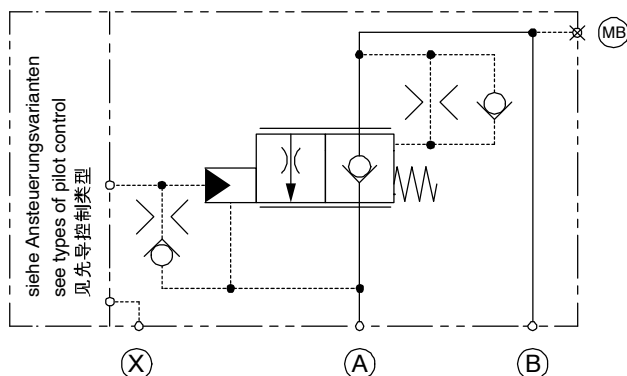 MB
siehe Ansteuerungsvarianten
see types of pilot control
见先导控制类型
X
A
B